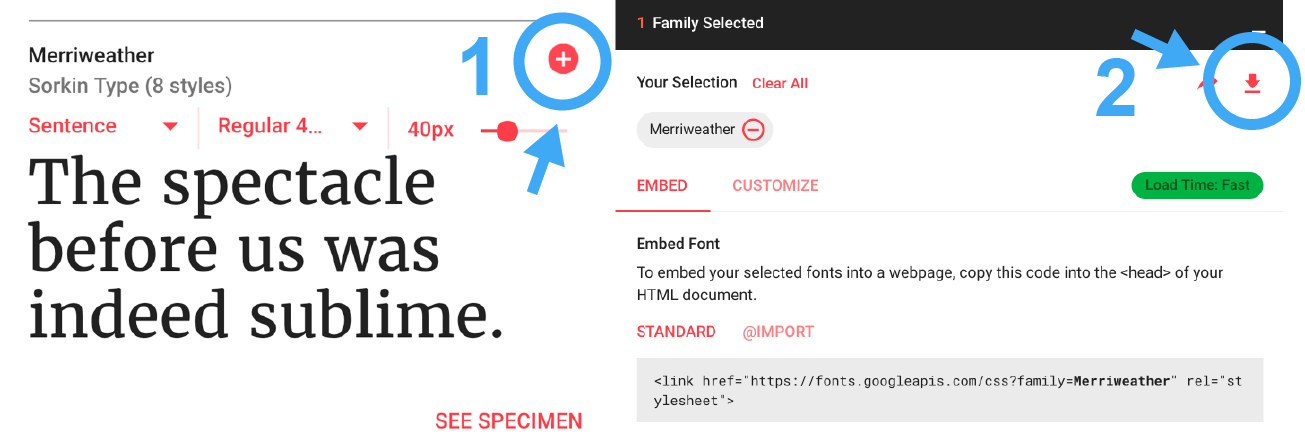 Merriweather
Sorkin Type (8 styles)
Sentence
Regular 4...
40px
The spectacle
before us was
indeed sublime.
SEE SPECIMEN
1
1 Family Selected
Your Selection Clear All
2
Merriweather
EMBED CUSTOMIZE
Load Time: Fast
Embed Font
To embed your selected fonts into a webpage, copy this code into the <head> of your
HTML document.
STANDARD @IMPORT
<link href="https://fonts.googleapis.com/css?family=Merriweather" rel="st
ylesheet">